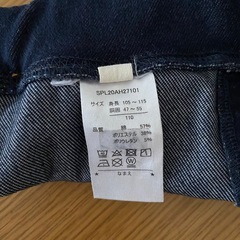 SPL20AH27101
サイズ 身長 105 ~ 115
胴囲 47 ~ 55
110
品質 綿 57%
ポリエステル 38%
ポリウレタン 5%
☆ なまえ ☆